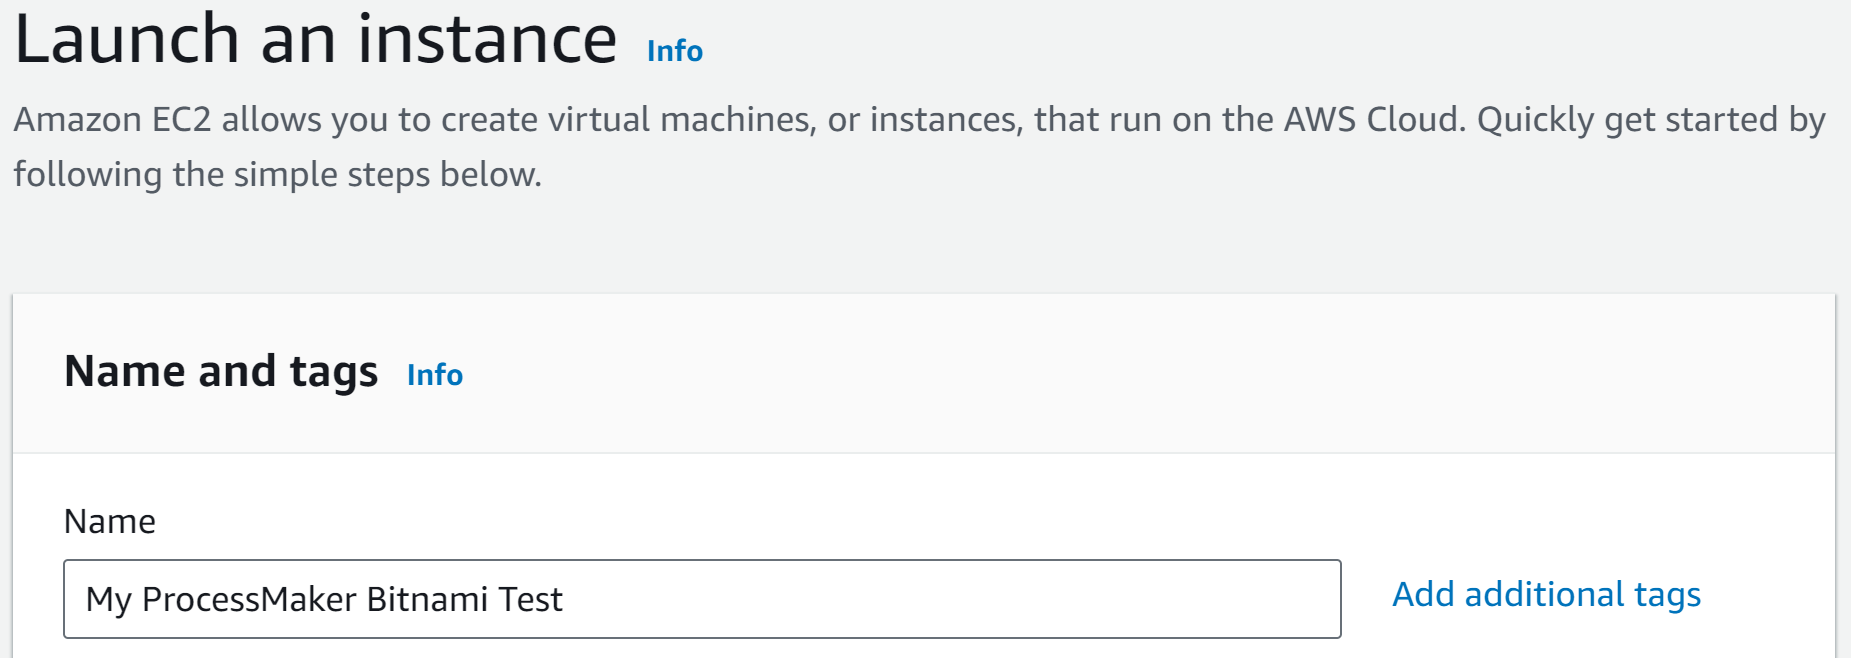 Launch an instance Info
Amazon EC2 allows you to create virtual machines, or instances, that run on the AWS Cloud. Quickly get started by
following the simple steps below.
Name and tags Info
Name
My ProcessMaker Bitnami Test
Add additional tags